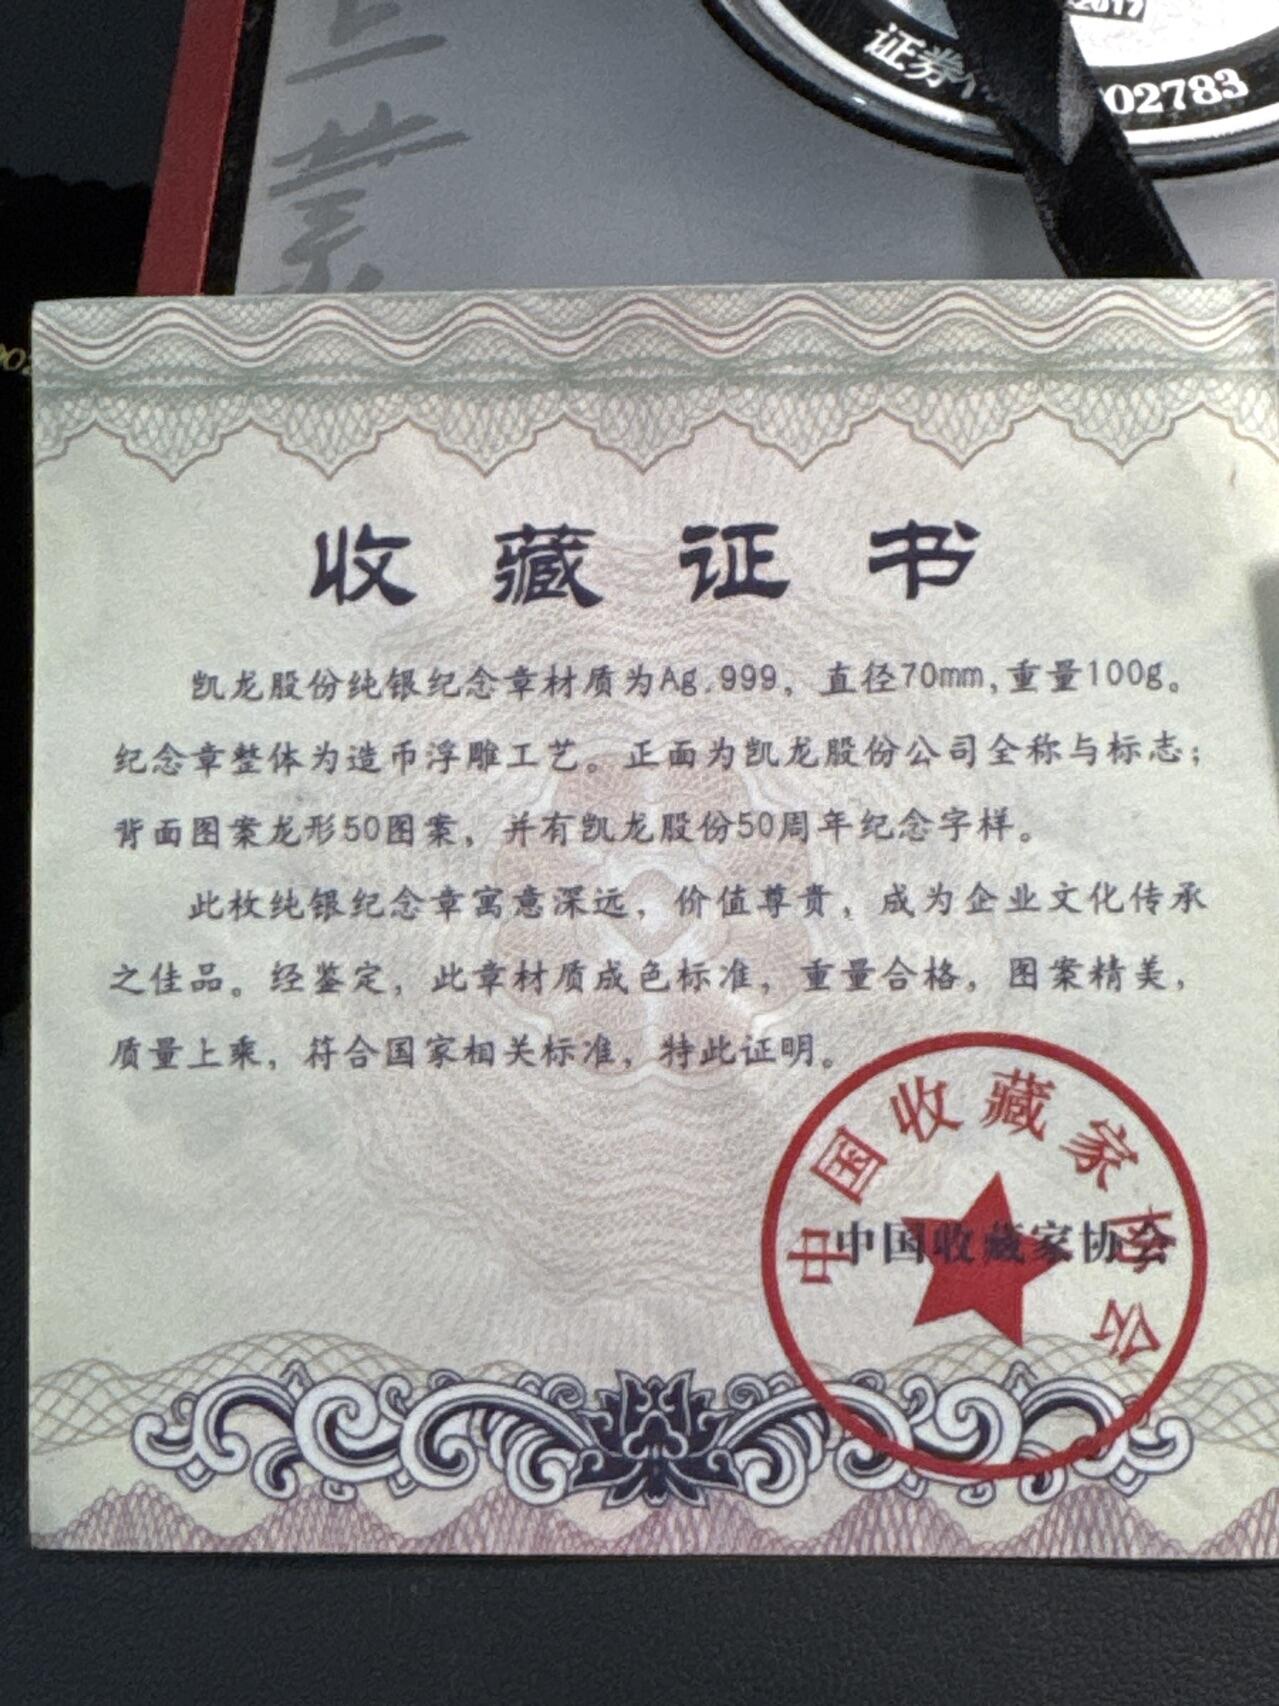 上
业
2017
证券
02783
收藏证书
凯龙股份纯银纪念章材质为Ag.999，直径70mm,重量100g。
纪念章整体为造币浮雕工艺。正面为凯龙股份公司全称与标志；
背面图案龙形50图案，并有凯龙股份50周年纪念字样。
此枚纯银纪念章寓意深远，价值尊贵，成为企业文化传承
之佳品。经鉴定，此章材质成色标准，重量合格，图案精美，
质量上乘，符合国家相关标准，特此证明。
中国收藏家协会
中国收藏家协会